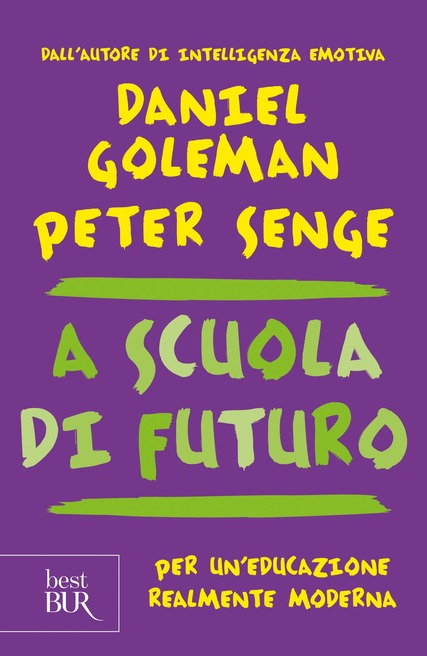 DALL'AUTORE DI INTELLIGENZA EMOTIVA
DANIEL
GOLEMAN
PETER SENGE
A SCUOLA
DI FUTURO
PER UN'EDUCAZIONE
REALMENTE MODERNA
best
BUR